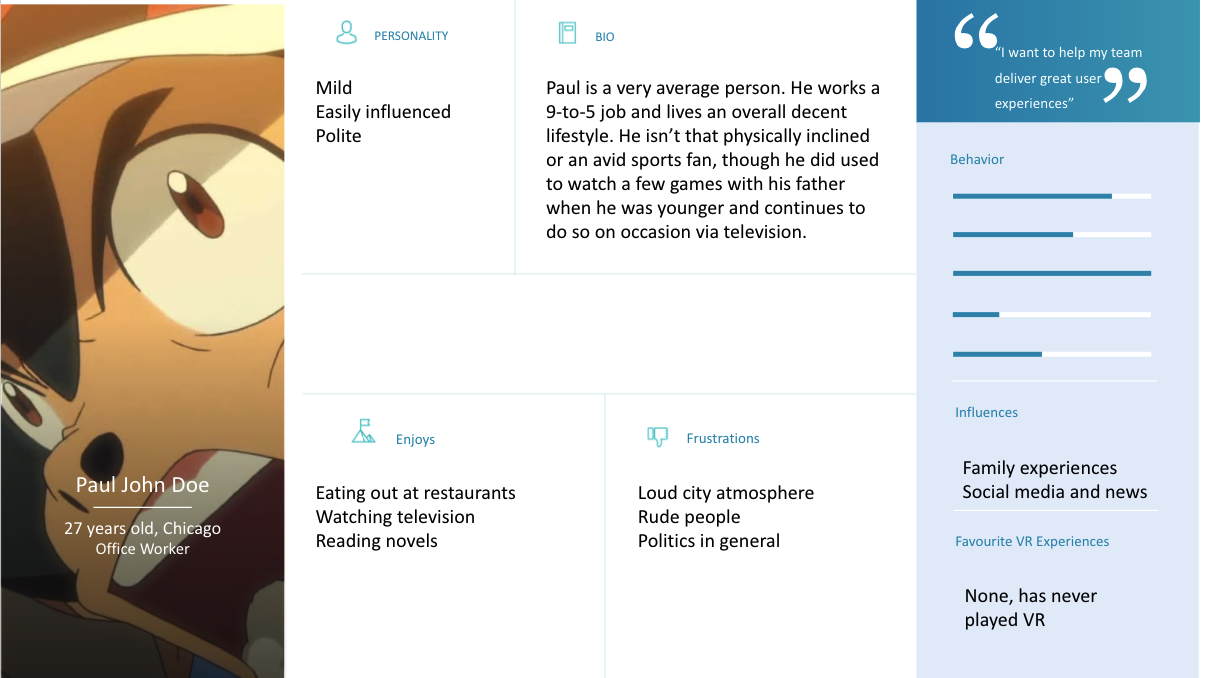 PERSONALITY
Mild
Easily influenced
Polite
BIO
Paul is a very average person. He works a
9-to-5 job and lives an overall decent
lifestyle. He isn’t that physically inclined
or an avid sports fan, though he did used
to watch a few games with his father
when he was younger and continues to
do so on occasion via television.
“I want to help my team
deliver great user
experiences”
Behavior
Paul John Doe
27 years old, Chicago
Office Worker
Enjoys
Eating out at restaurants
Watching television
Reading novels
Frustrations
Loud city atmosphere
Rude people
Politics in general
Influences
Family experiences
Social media and news
Favourite VR Experiences
None, has never
played VR